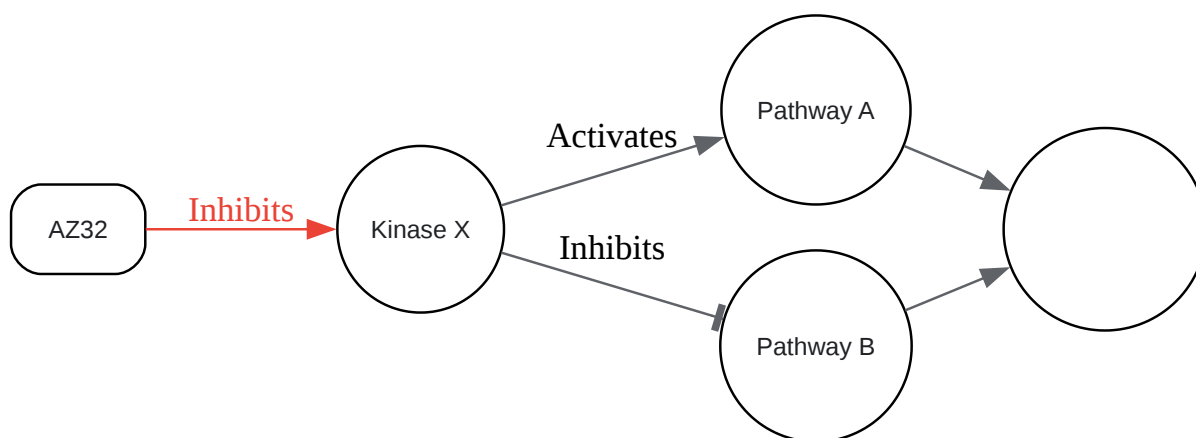 AZ32
Inhibits
Kinase X
Activates
Inhibits
Pathway A
Pathway B